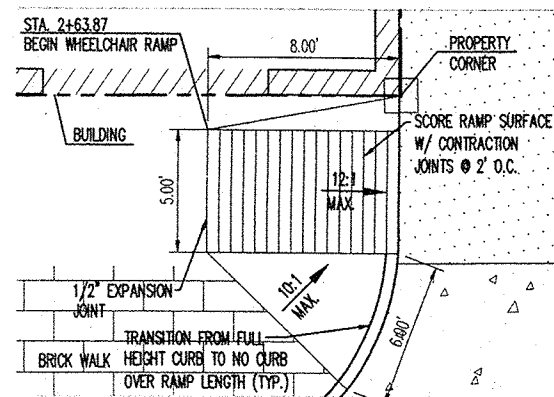 STA. 2+63.87
BEGIN WHEELCHAIR RAMP
8.00'
PROPERTY
CORNER
BUILDING
SCORE RAMP SURFACE
W/ CONTRACTION
JOINTS @ 2' O.C.
5.00'
12:1
MAX.
1/2" EXPANSION
JOINT
10:1
MAX.
6.00'
TRANSITION FROM FULL
HEIGHT CURB TO NO CURB
OVER RAMP LENGTH (TYP.)
BRICK WALK